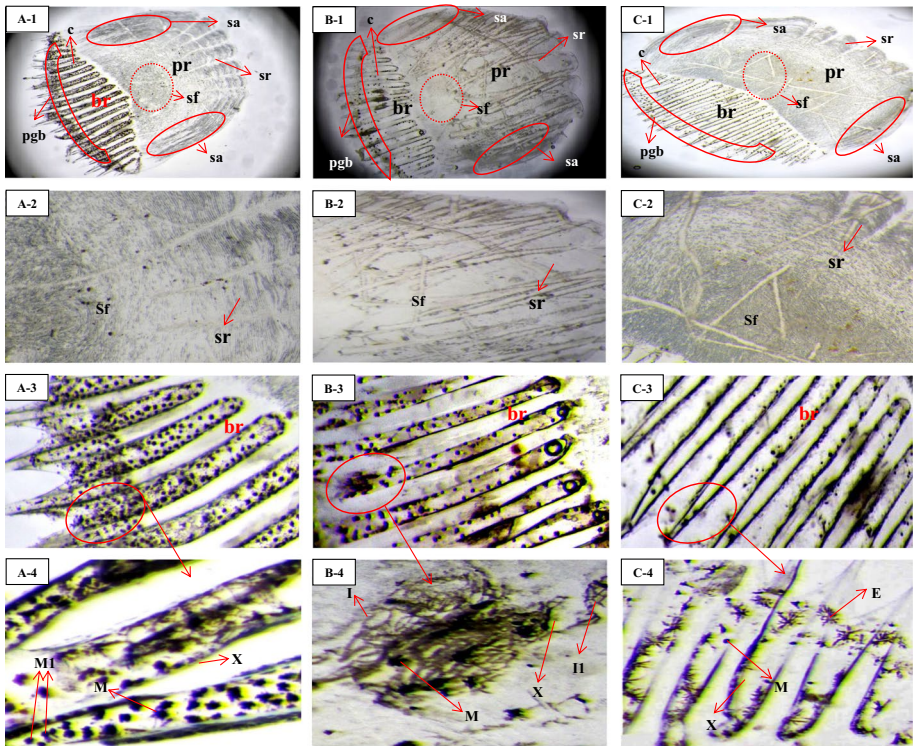 A-1
c
sa
pr
sr
br
sf
pgb
sa
B-1
c
sa
sr
pr
br
sf
pgb
sa
C-1
c
sa
sr
pr
sf
br
pgb
sa
A-2
Sf
sr
B-2
Sf
sr
C-2
sr
Sf
A-3
br
B-3
br
C-3
br
A-4
M1
X
M
B-4
I
I1
X
M
C-4
E
M
X